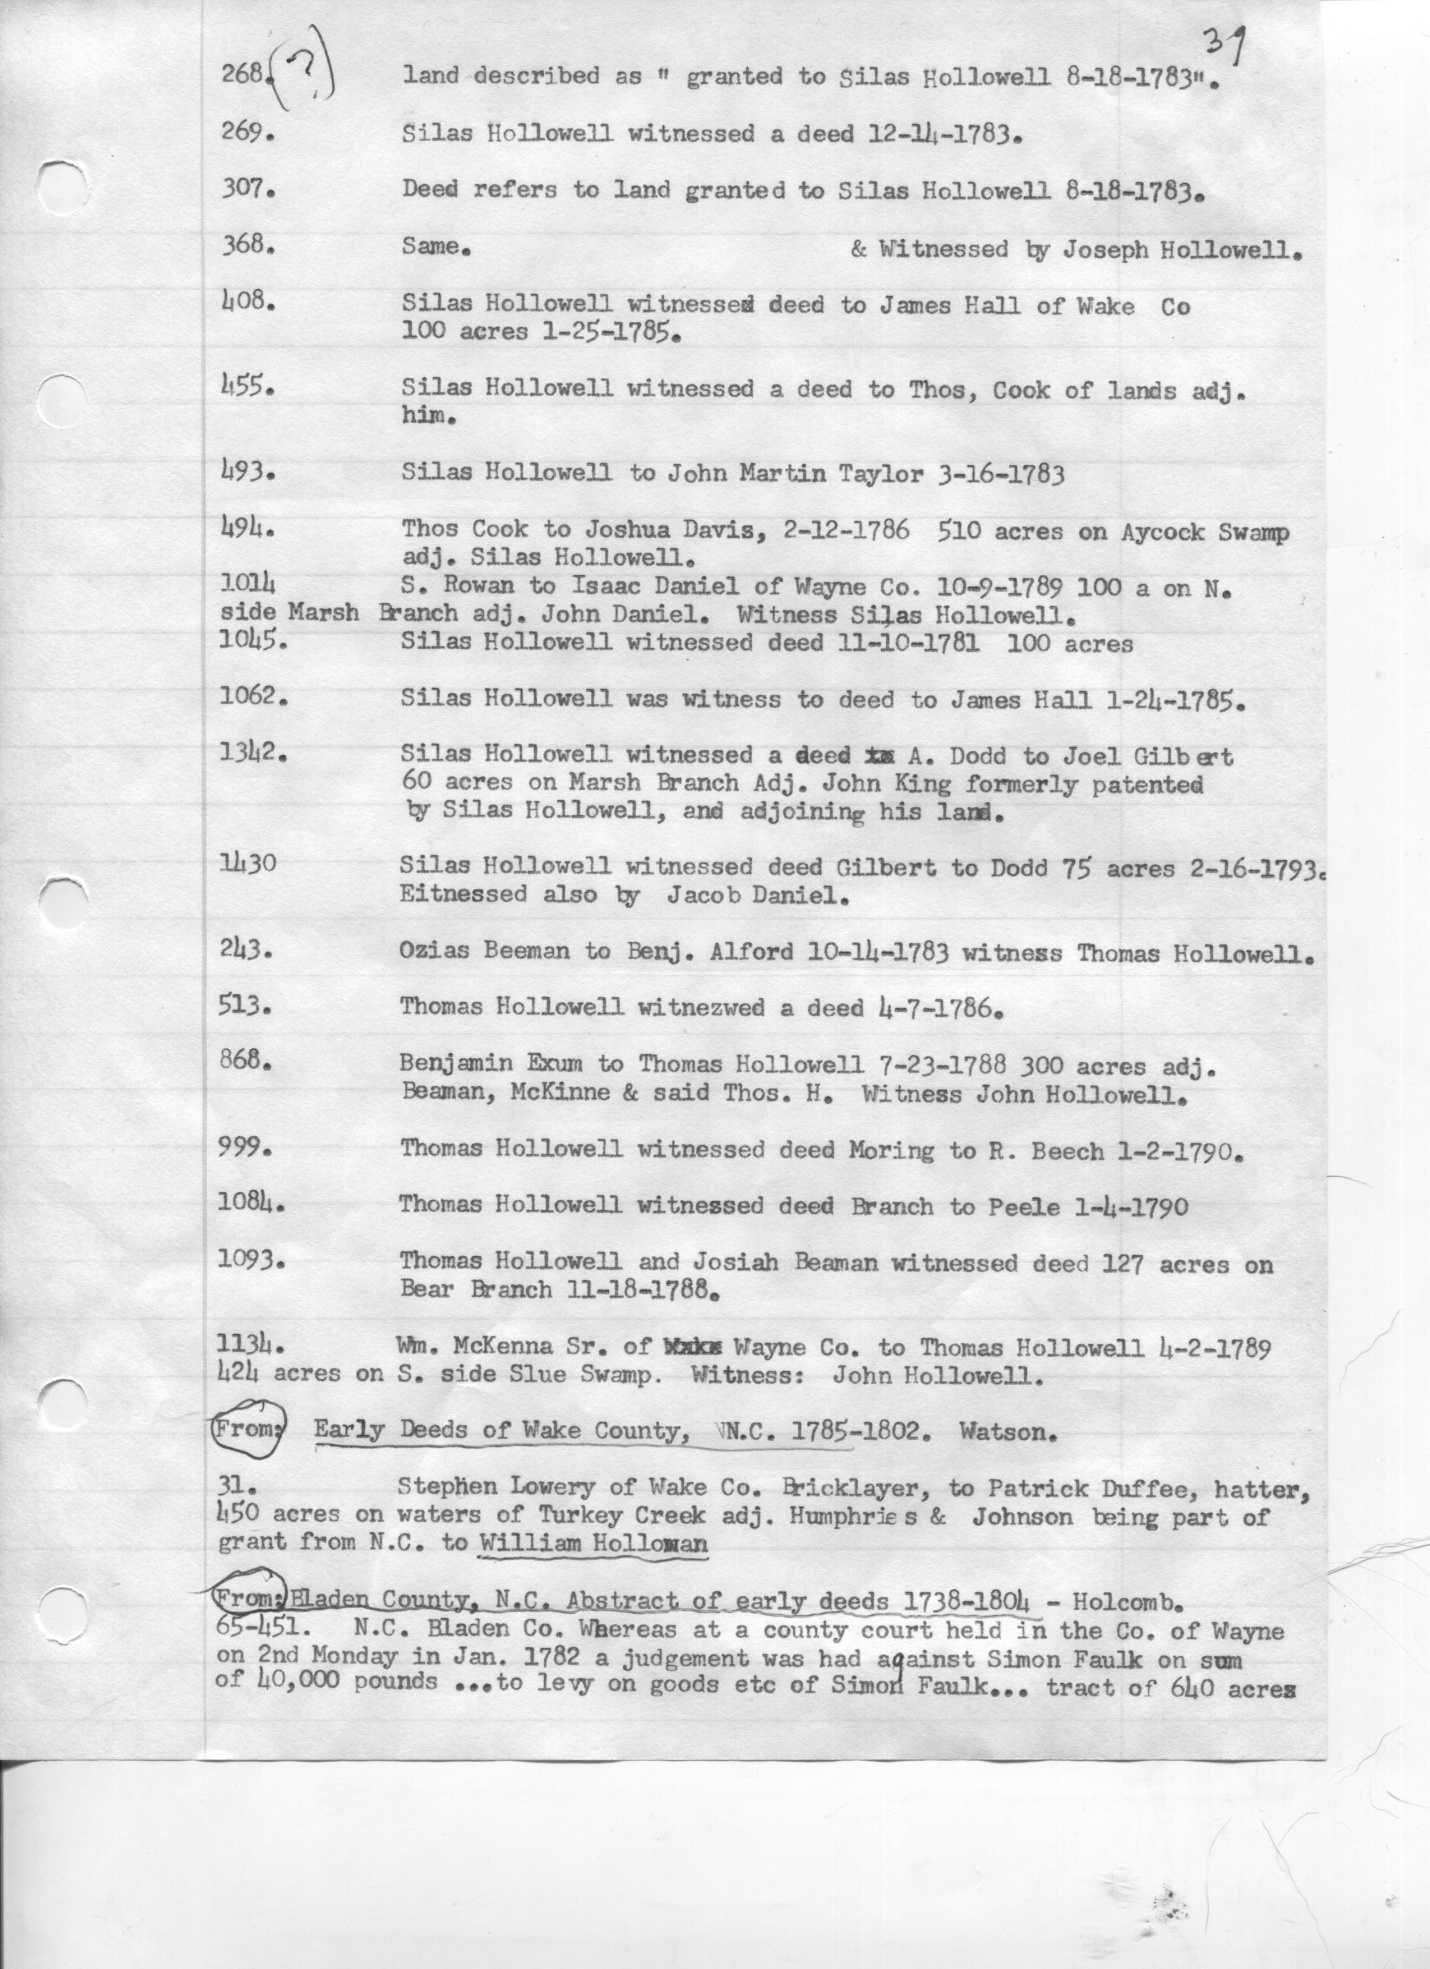 39
268.(?) land described as " granted to Silas Hollowell 8-18-1783".
269. Silas Hollowell witnessed a deed 12-14-1783.
307. Deed refers to land granted to Silas Hollowell 8-18-1783.
368. Same. & Witnessed by Joseph Hollowell.
408. Silas Hollowell witnessed deed to James Hall of Wake Co
100 acres 1-25-1785.
455. Silas Hollowell witnessed a deed to Thos, Cook of lands adj.
him.
493. Silas Hollowell to John Martin Taylor 3-16-1783
494. Thos Cook to Joshua Davis, 2-12-1786 510 acres on Aycock Swamp
adj. Silas Hollowell.
1014 S. Rowan to Isaac Daniel of Wayne Co. 10-9-1789 100 a on N.
side Marsh Branch adj. John Daniel. Witness Silas Hollowell.
1045. Silas Hollowell witnessed deed 11-10-1781 100 acres
1062. Silas Hollowell was witness to deed to James Hall 1-24-1785.
1342. Silas Hollowell witnessed a deed A. Dodd to Joel Gilbert
60 acres on Marsh Branch Adj. John King formerly patented
by Silas Hollowell, and adjoining his land.
1430 Silas Hollowell witnessed deed Gilbert to Dodd 75 acres 2-16-1793.
Eitnessed also by Jacob Daniel.
243. Ozias Beeman to Benj. Alford 10-14-1783 witness Thomas Hollowell.
513. Thomas Hollowell witnezwed a deed 4-7-1786.
868. Benjamin Exum to Thomas Hollowell 7-23-1788 300 acres adj.
Beaman, McKinne & said Thos. H. Witness John Hollowell.
999. Thomas Hollowell witnessed deed Moring to R. Beech 1-2-1790.
1084. Thomas Hollowell witnessed deed Branch to Peele 1-4-1790
1093. Thomas Hollowell and Josiah Beaman witnessed deed 127 acres on
Bear Branch 11-18-1788.
1134. Wm. McKenna Sr. of Wayne Co. to Thomas Hollowell 4-2-1789
424 acres on S. side Slue Swamp. Witness: John Hollowell.
From: Early Deeds of Wake County, N.C. 1785-1802. Watson.
31. Stephen Lowery of Wake Co. Bricklayer, to Patrick Duffee, hatter,
450 acres on waters of Turkey Creek adj. Humphries & Johnson being part of
grant from N.C. to William Hollowan
From: Bladen County, N.C. Abstract of early deeds 1738-1804 - Holcomb.
65-451. N.C. Bladen Co. Whereas at a county court held in the Co. of Wayne
on 2nd Monday in Jan. 1782 a judgement was had against Simon Faulk on sum
of 40,000 pounds ...to levy on goods etc of Simon Faulk... tract of 640 acres